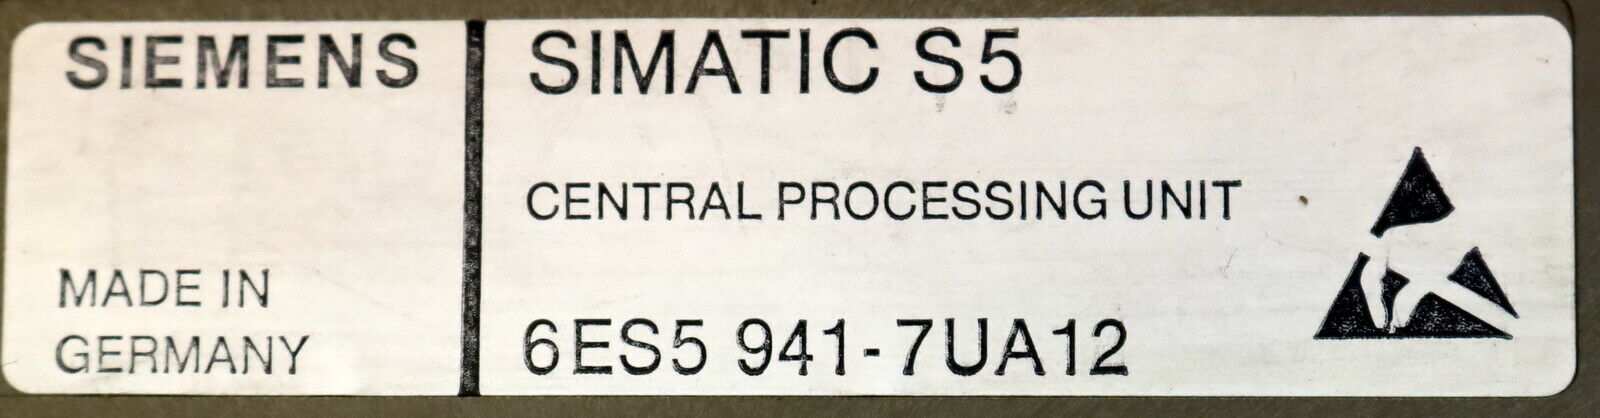 SIEMENS
MADE IN
GERMANY
SIMATIC S5
CENTRAL PROCESSING UNIT
6ES5 941-7UA12